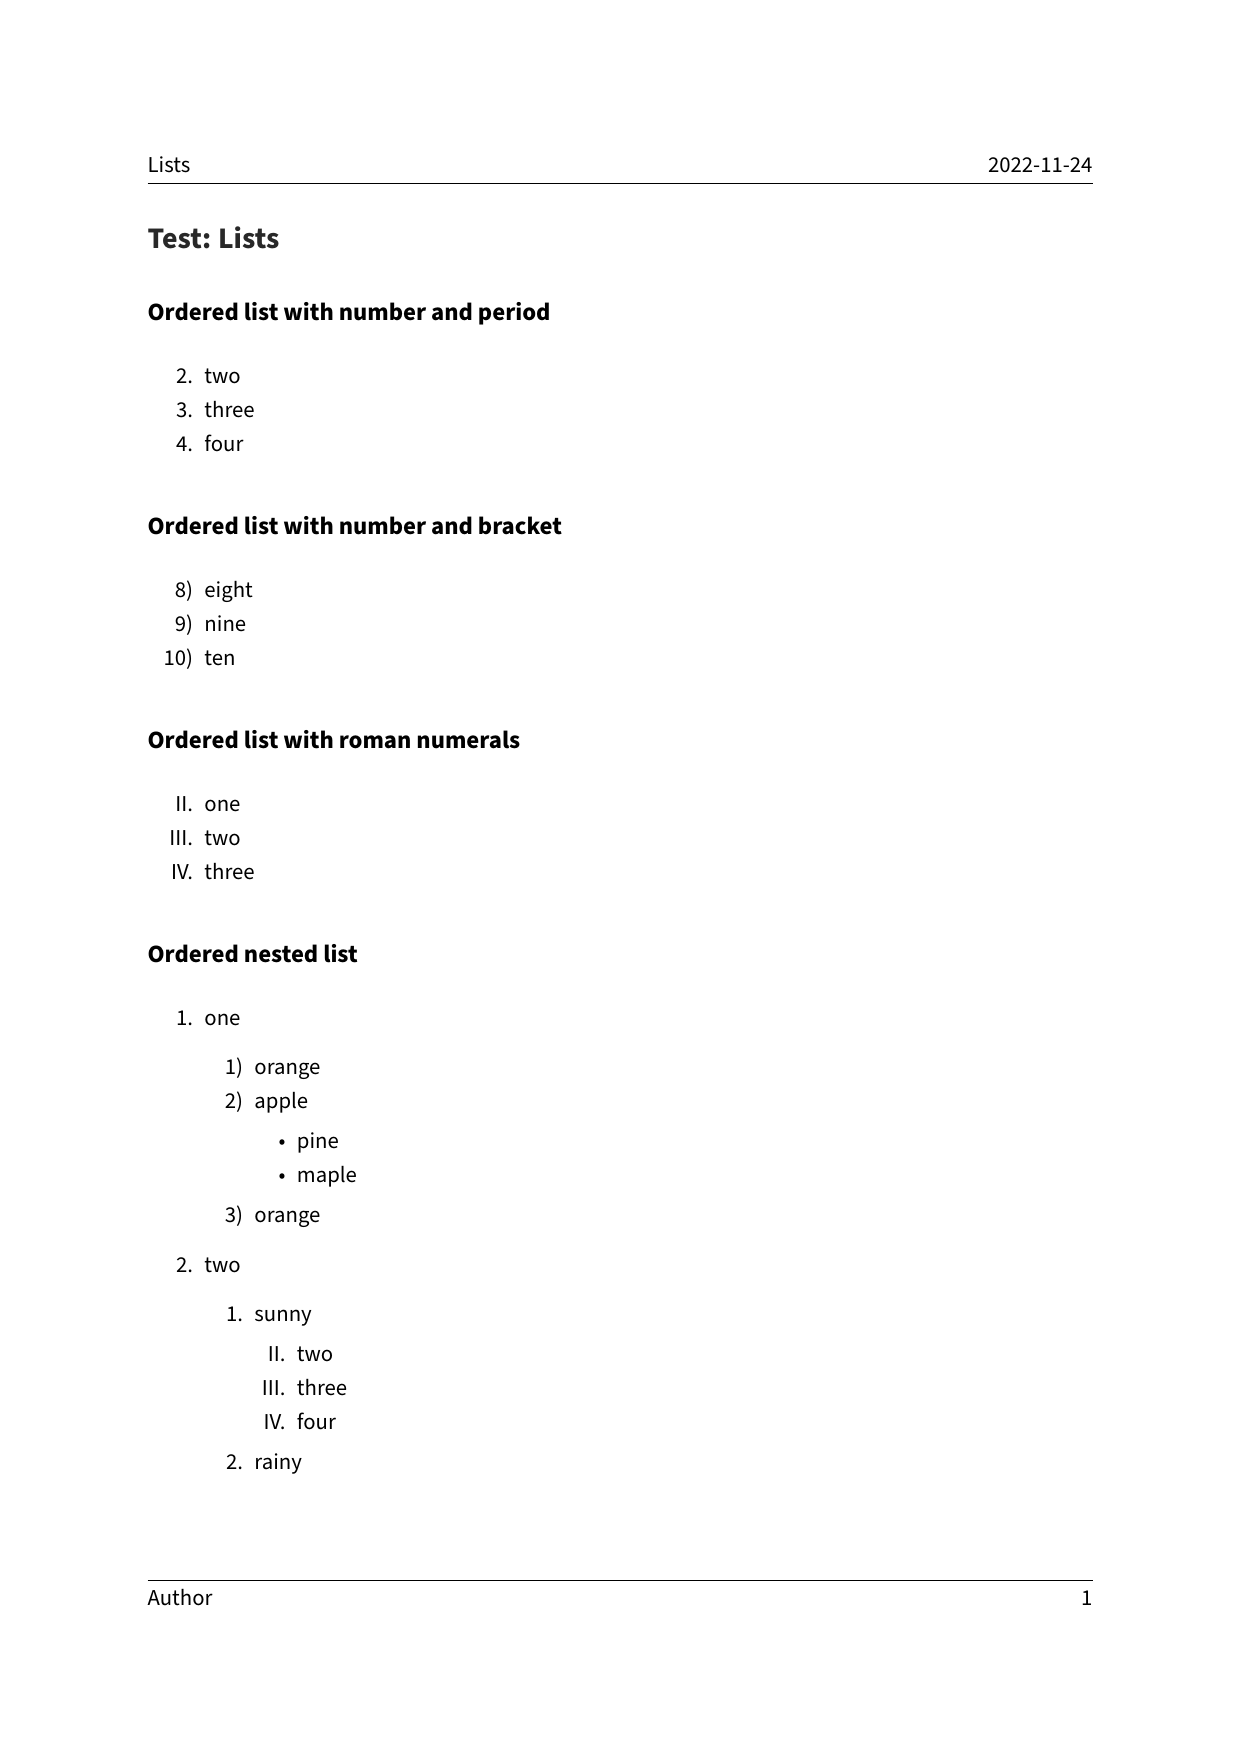 Lists 2022-11-24
Test: Lists
Ordered list with number and period
2. two
3. three
4. four
Ordered list with number and bracket
8) eight
9) nine
10) ten
Ordered list with roman numerals
II. one
III. two
IV. three
Ordered nested list
1. one
1) orange
2) apple
• pine
• maple
3) orange
2. two
1. sunny
II. two
III. three
IV. four
2. rainy
Author 1